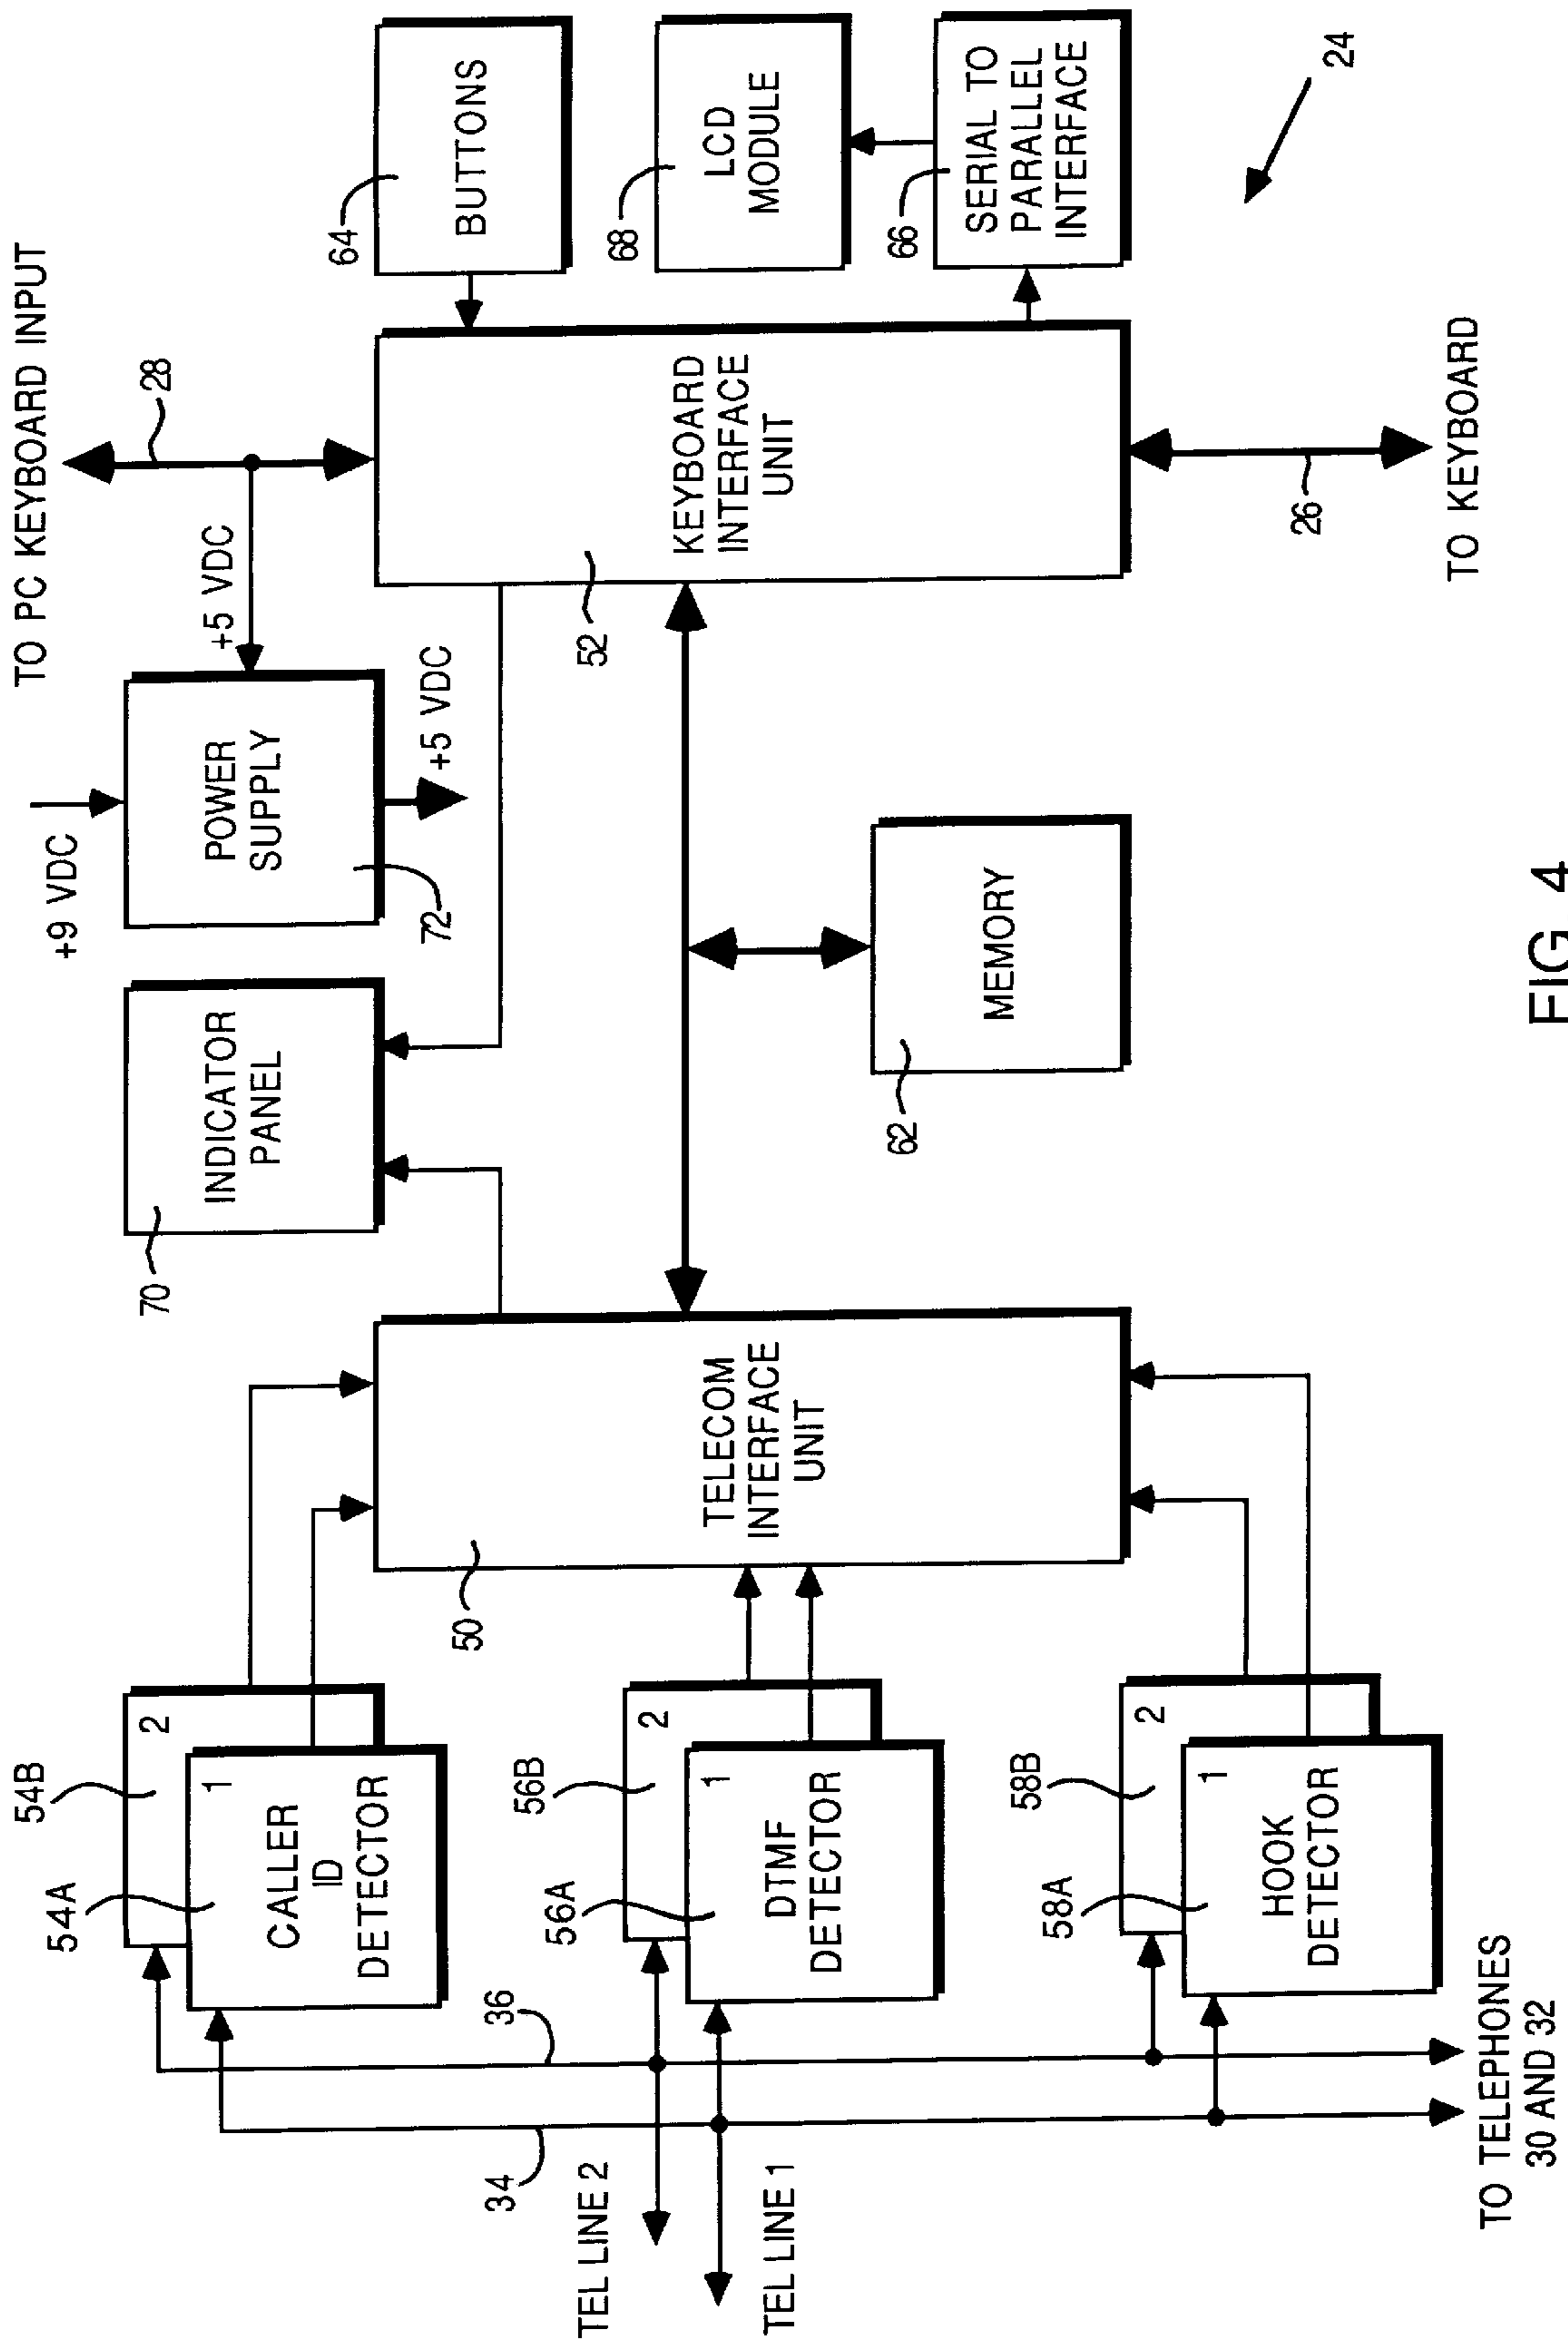 TO PC KEYBOARD INPUT
28
+9 VDC
+5 VDC
POWER
SUPPLY
72
+5 VDC
INDICATOR
PANEL
70
64
BUTTONS
68
LCD
MODULE
66
SERIAL TO
PARALLEL
INTERFACE
24
KEYBOARD
INTERFACE
UNIT
52
26
TO KEYBOARD
MEMORY
62
TELECOM
INTERFACE
UNIT
50
54B
2
54A
1
CALLER
ID
DETECTOR
56B
2
56A
1
DTMF
DETECTOR
58B
2
58A
1
HOOK
DETECTOR
36
34
TEL LINE 2
TEL LINE 1
TO TELEPHONES
30 AND 32
FIG. 4